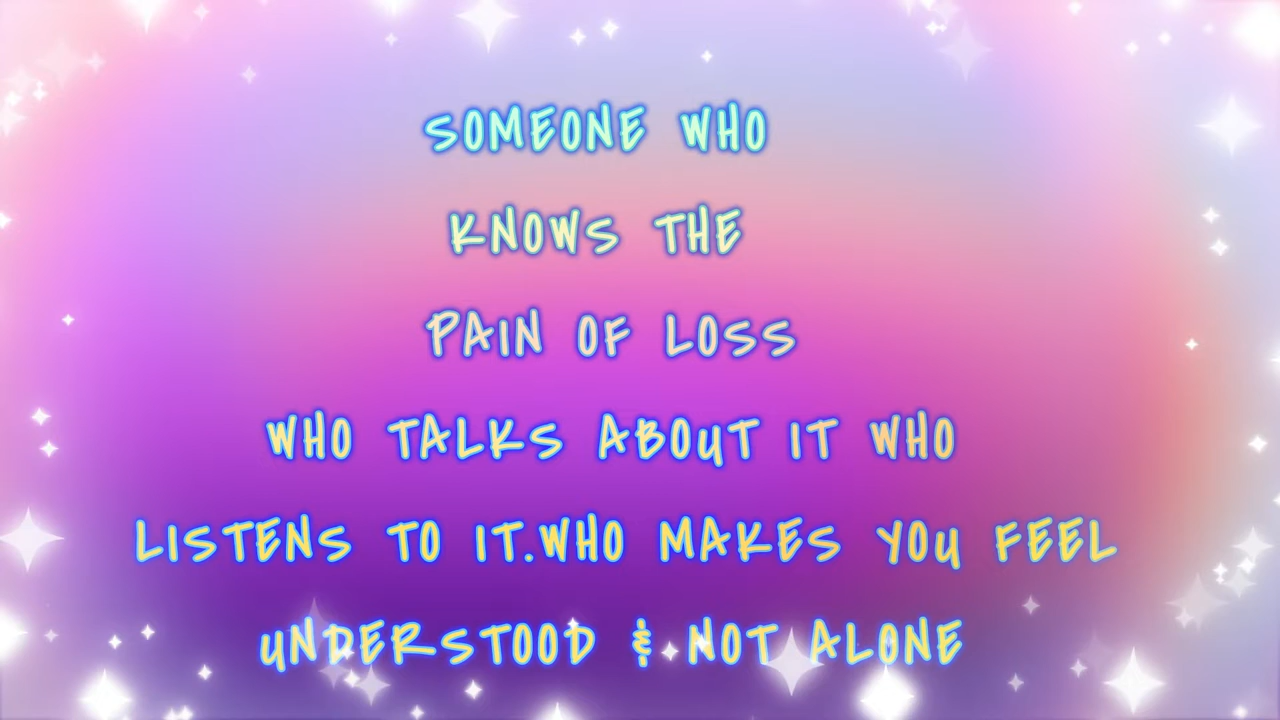 SOMEONE WHO
KNOWS THE
PAIN OF LOSS
WHO TALKS ABOUT IT WHO
LISTENS TO IT.WHO MAKES YOU FEEL
UNDERSTOOD & NOT ALONE